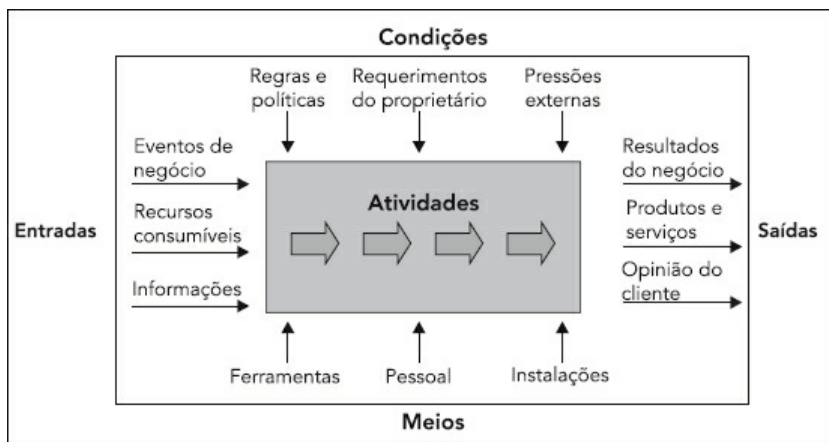 Condições
Regras e
políticas
Requerimentos
do proprietário
Pressões
externas
Eventos de
negócio
Recursos
consumíveis
Informações
Entradas
Atividades
Resultados
do negócio
Produtos e
serviços
Opinião do
cliente
Saídas
Ferramentas
Pessoal
Instalações
Meios